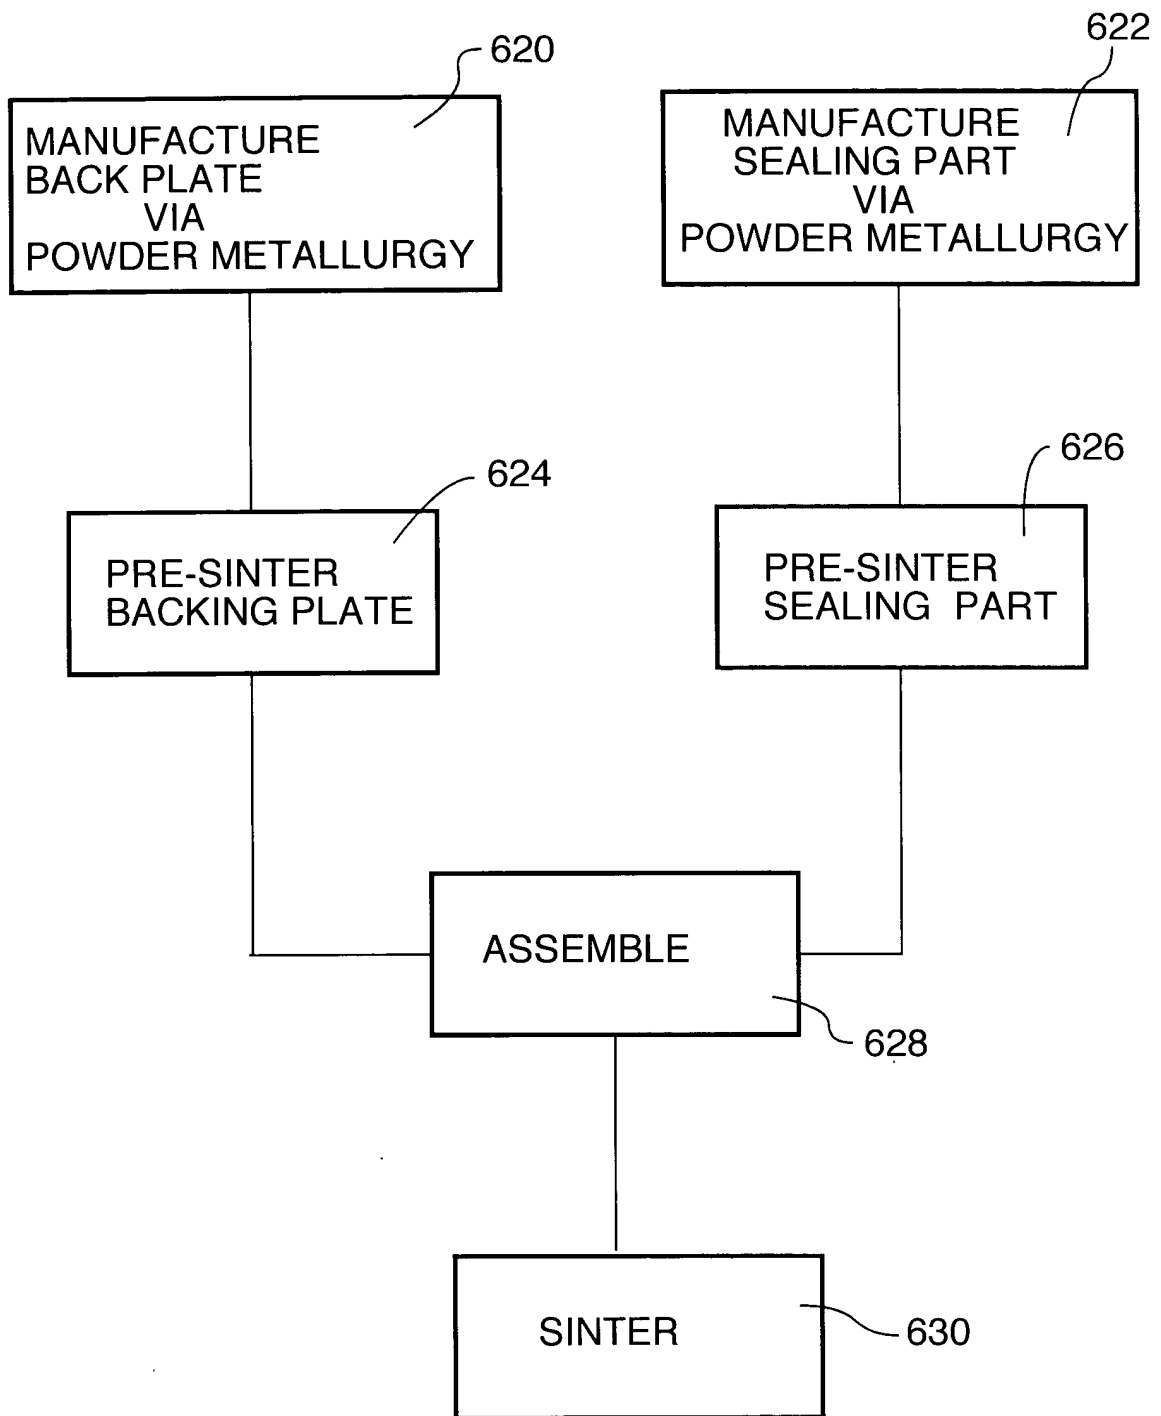 620
MANUFACTURE
BACK PLATE
VIA
POWDER METALLURGY
622
MANUFACTURE
SEALING PART
VIA
POWDER METALLURGY
624
PRE-SINTER
BACKING PLATE
626
PRE-SINTER
SEALING PART
ASSEMBLE
628
SINTER
630